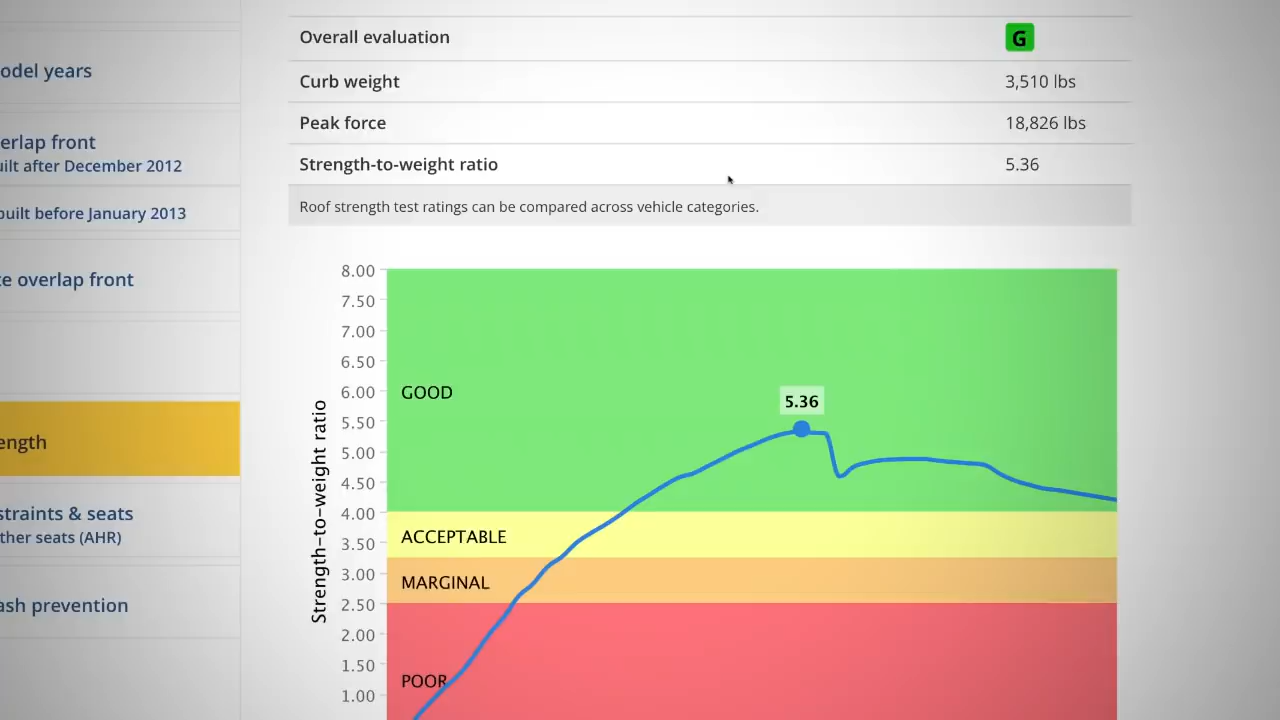 Overall evaluation G
odel years
Curb weight 3,510 lbs
Peak force 18,826 lbs
erlap front
uilt after December 2012
Strength-to-weight ratio 5.36
built before January 2013
Roof strength test ratings can be compared across vehicle categories.
e overlap front
ength
straints & seats
ther seats (AHR)
ash prevention
Strength-to-weight ratio
8.00
7.50
7.00
6.50
6.00
5.50
5.00
4.50
4.00
3.50
3.00
2.50
2.00
1.50
1.00
GOOD
5.36
ACCEPTABLE
MARGINAL
POOR